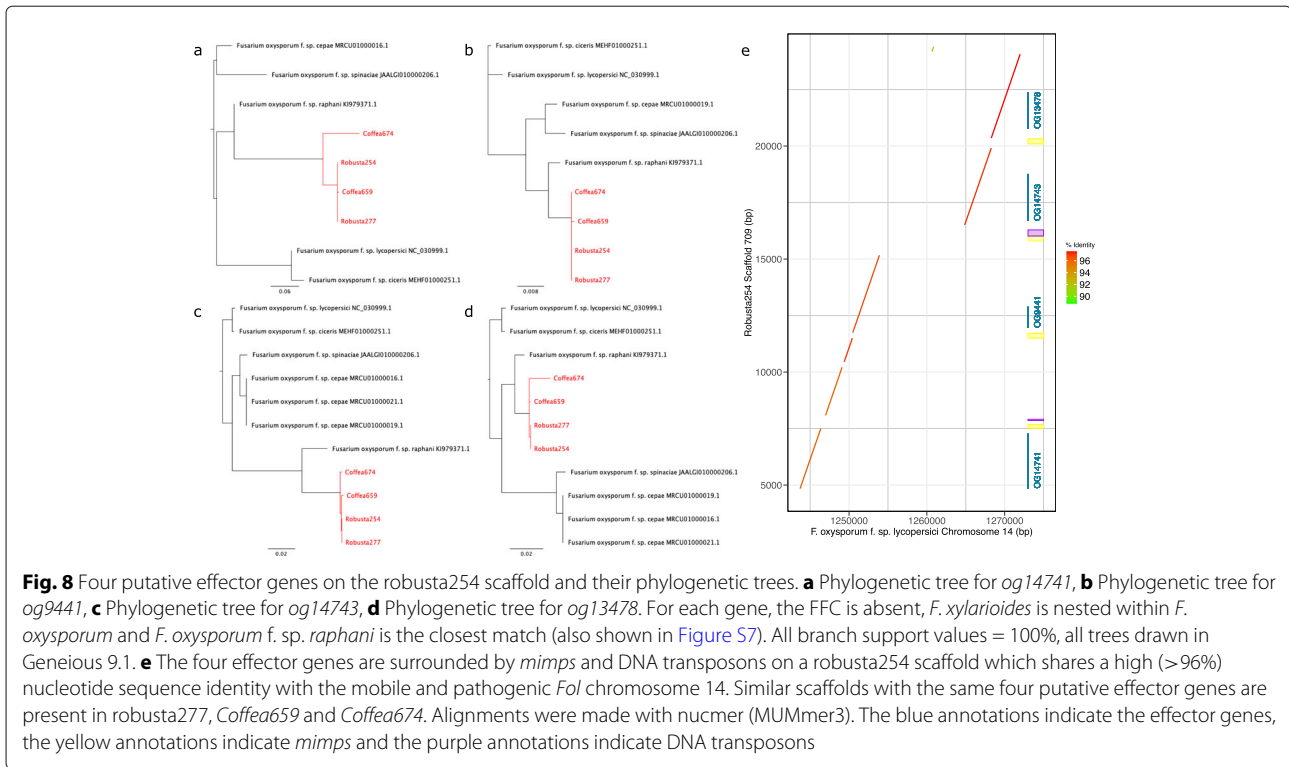 a
Fusarium oxysporum f. sp. cepae MRCU01000016.1
Fusarium oxysporum f. sp. spinaciae JAALGI010000206.1
Fusarium oxysporum f. sp. raphani KI979371.1
Coffea674
Robusta254
Coffea659
Robusta277
Fusarium oxysporum f. sp. lycopersici NC_030999.1
Fusarium oxysporum f. sp. ciceris MEHF01000251.1
0.06
b
Fusarium oxysporum f. sp. ciceris MEHF01000251.1
Fusarium oxysporum f. sp. lycopersici NC_030999.1
Fusarium oxysporum f. sp. cepae MRCU01000019.1
Fusarium oxysporum f. sp. spinaciae JAALGI010000206.1
Fusarium oxysporum f. sp. raphani KI979371.1
Coffea674
Coffea659
Robusta254
Robusta277
0.008
c
Fusarium oxysporum f. sp. lycopersici NC_030999.1
Fusarium oxysporum f. sp. ciceris MEHF01000251.1
Fusarium oxysporum f. sp. spinaciae JAALGI010000206.1
Fusarium oxysporum f. sp. cepae MRCU01000016.1
Fusarium oxysporum f. sp. cepae MRCU01000021.1
Fusarium oxysporum f. sp. cepae MRCU01000019.1
Fusarium oxysporum f. sp. raphani KI979371.1
Coffea674
Coffea659
Robusta254
Robusta277
0.02
d
Fusarium oxysporum f. sp. lycopersici NC_030999.1
Fusarium oxysporum f. sp. ciceris MEHF01000251.1
Fusarium oxysporum f. sp. raphani KI979371.1
Coffea674
Coffea659
Robusta277
Robusta254
Fusarium oxysporum f. sp. spinaciae JAALGI010000206.1
Fusarium oxysporum f. sp. cepae MRCU01000019.1
Fusarium oxysporum f. sp. cepae MRCU01000016.1
Fusarium oxysporum f. sp. cepae MRCU01000021.1
0.02
e
Robusta254 Scaffold 709 (bp)
20000
15000
10000
5000
OG13478
OG14743
OG9441
OG14741
1250000 1260000 1270000
F. oxysporum f. sp. lycopersici Chromosome 14 (bp)
% Identity
96
94
92
90
Fig. 8 Four putative effector genes on the robusta254 scaffold and their phylogenetic trees. a Phylogenetic tree for og14741, b Phylogenetic tree for
og9441, c Phylogenetic tree for og14743, d Phylogenetic tree for og13478. For each gene, the FFC is absent, F. xylarioides is nested within F.
oxysporum and F. oxysporum f. sp. raphani is the closest match (also shown in Figure S7). All branch support values = 100%, all trees drawn in
Geneious 9.1. e The four effector genes are surrounded by mimps and DNA transposons on a robusta254 scaffold which shares a high (>96%)
nucleotide sequence identity with the mobile and pathogenic Fol chromosome 14. Similar scaffolds with the same four putative effector genes are
present in robusta277, Coffea659 and Coffea674. Alignments were made with nucmer (MUMmer3). The blue annotations indicate the effector genes,
the yellow annotations indicate mimps and the purple annotations indicate DNA transposons